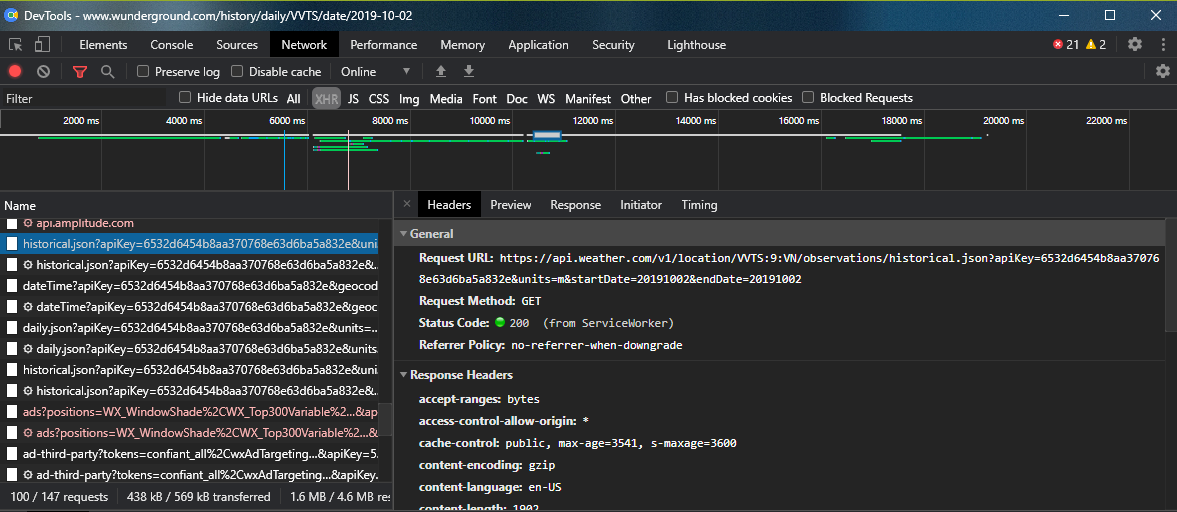 DevTools - www.wunderground.com/history/daily/VVTS/date/2019-10-02
Elements Console Sources Network Performance Memory Application Security Lighthouse 21 2
Preserve log Disable cache Online
Filter Hide data URLs All XHR JS CSS Img Media Font Doc WS Manifest Other Has blocked cookies Blocked Requests
2000 ms 4000 ms 6000 ms 8000 ms 10000 ms 12000 ms 14000 ms 16000 ms 18000 ms 20000 ms 22000 ms
Name
api.amplitude.com
historical.json?apiKey=6532d6454b8aa370768e63d6ba5a832e&uni
historical.json?apiKey=6532d6454b8aa370768e63d6ba5a832e&...
dateTime?apiKey=6532d6454b8aa370768e63d6ba5a832e&geocod
dateTime?apiKey=6532d6454b8aa370768e63d6ba5a832e&geo...
daily.json?apiKey=6532d6454b8aa370768e63d6ba5a832e&units=...
daily.json?apiKey=6532d6454b8aa370768e63d6ba5a832e&units
historical.json?apiKey=6532d6454b8aa370768e63d6ba5a832e&uni
historical.json?apiKey=6532d6454b8aa370768e63d6ba5a832e&...
ads?positions=WX_WindowShade%2CWX_Top300Variable%2...&ap
ads?positions=WX_WindowShade%2CWX_Top300Variable%2...&
ad-third-party?tokens=confiant_all%2CwxAdTargeting...&apiKey=5
ad-third-party?tokens=confiant_all%2CwxAdTargeting...&apiKey
100 / 147 requests 438 kB / 569 kB transferred 1.6 MB / 4.6 MB res
Headers Preview Response Initiator Timing
General
Request URL: https://api.weather.com/v1/location/VVTS:9:VN/observations/historical.json?apiKey=6532d6454b8aa37076
8e63d6ba5a832e&units=m&startDate=20191002&endDate=20191002
Request Method: GET
Status Code: 200 (from ServiceWorker)
Referrer Policy: no-referrer-when-downgrade
Response Headers
accept-ranges: bytes
access-control-allow-origin: *
cache-control: public, max-age=3541, s-maxage=3600
content-encoding: gzip
content-language: en-US
content-length: 1902